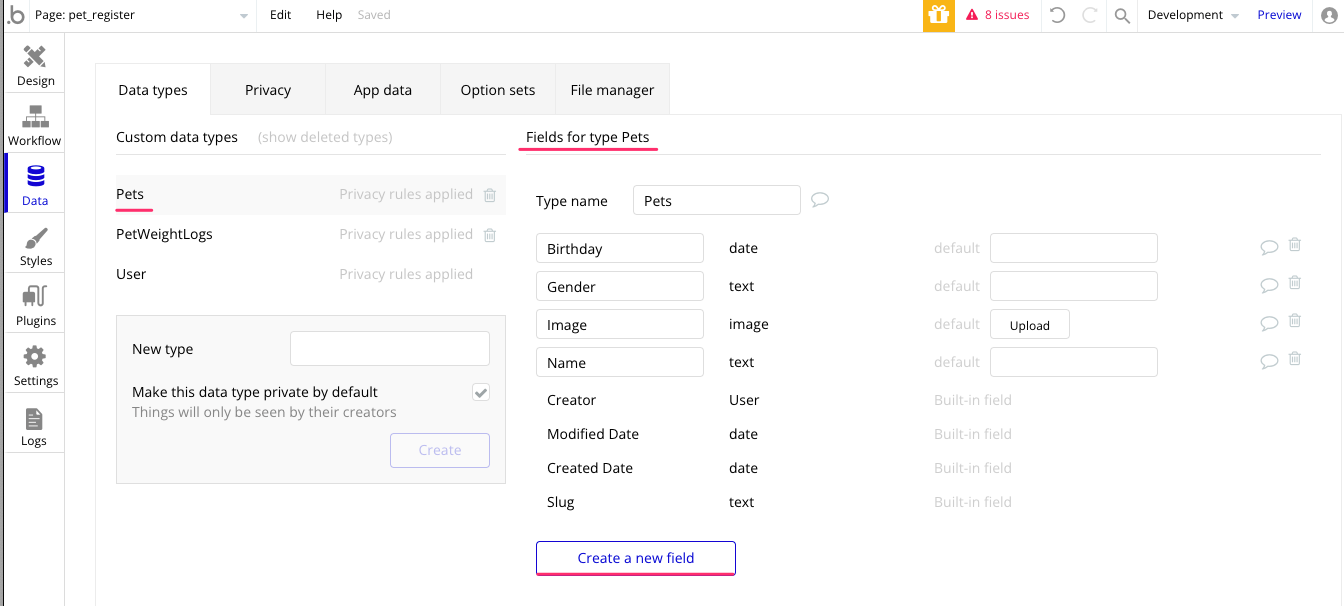 b Page: pet_register Edit Help Saved 8 issues Development Preview
Design
Workflow
Data
Styles
Plugins
Settings
Logs
Data types Privacy App data Option sets File manager
Custom data types (show deleted types)
Pets Privacy rules applied
PetWeightLogs Privacy rules applied
User Privacy rules applied
New type
Make this data type private by default
Things will only be seen by their creators
Create
Fields for type Pets
Type name Pets
Birthday date default
Gender text default
Image image default Upload
Name text default
Creator User Built-in field
Modified Date date Built-in field
Created Date date Built-in field
Slug text Built-in field
Create a new field